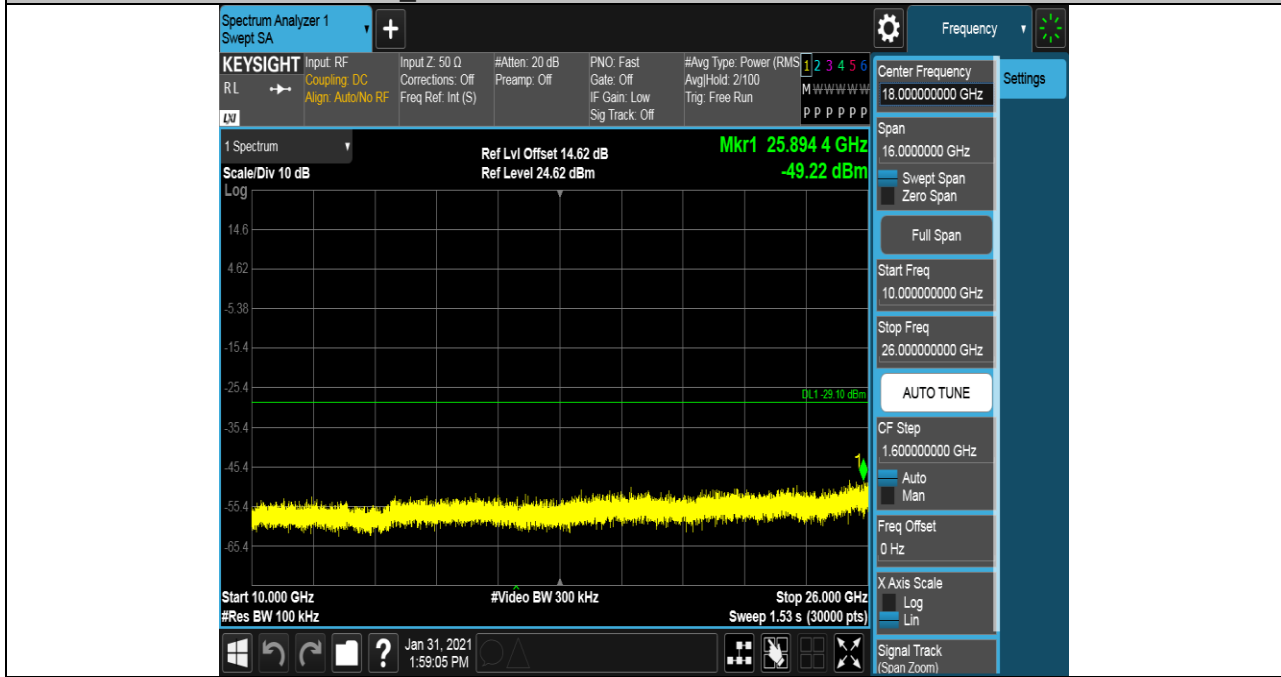 Spectrum Analyzer 1
Swept SA
+
Frequency
KEYSIGHT
RL
LXI
Input: RF
Coupling: DC
Align: Auto/No RF
Input Z: 50 Ω
Corrections: Off
Freq Ref: Int (S)
#Atten: 20 dB
Preamp: Off
PNO: Fast
Gate: Off
IF Gain: Low
Sig Track: Off
#Avg Type: Power (RMS
Avg|Hold: 2/100
Trig: Free Run
1 2 3 4 5 6
M W W W W W
P P P P P P
1 Spectrum
Scale/Div 10 dB
Log
Ref Lvl Offset 14.62 dB
Ref Level 24.62 dBm
Mkr1 25.894 4 GHz
-49.22 dBm
14.6
4.62
-5.38
-15.4
-25.4
DL1 -29.10 dBm
-35.4
-45.4
1
-55.4
-65.4
Start 10.000 GHz
#Res BW 100 kHz
#Video BW 300 kHz
Stop 26.000 GHz
Sweep 1.53 s (30000 pts)
?
Jan 31, 2021
1:59:05 PM
Center Frequency
18.000000000 GHz
Settings
Span
16.0000000 GHz
Swept Span
Zero Span
Full Span
Start Freq
10.000000000 GHz
Stop Freq
26.000000000 GHz
AUTO TUNE
CF Step
1.600000000 GHz
Auto
Man
Freq Offset
0 Hz
X Axis Scale
Log
Lin
Signal Track
(Span Zoom)